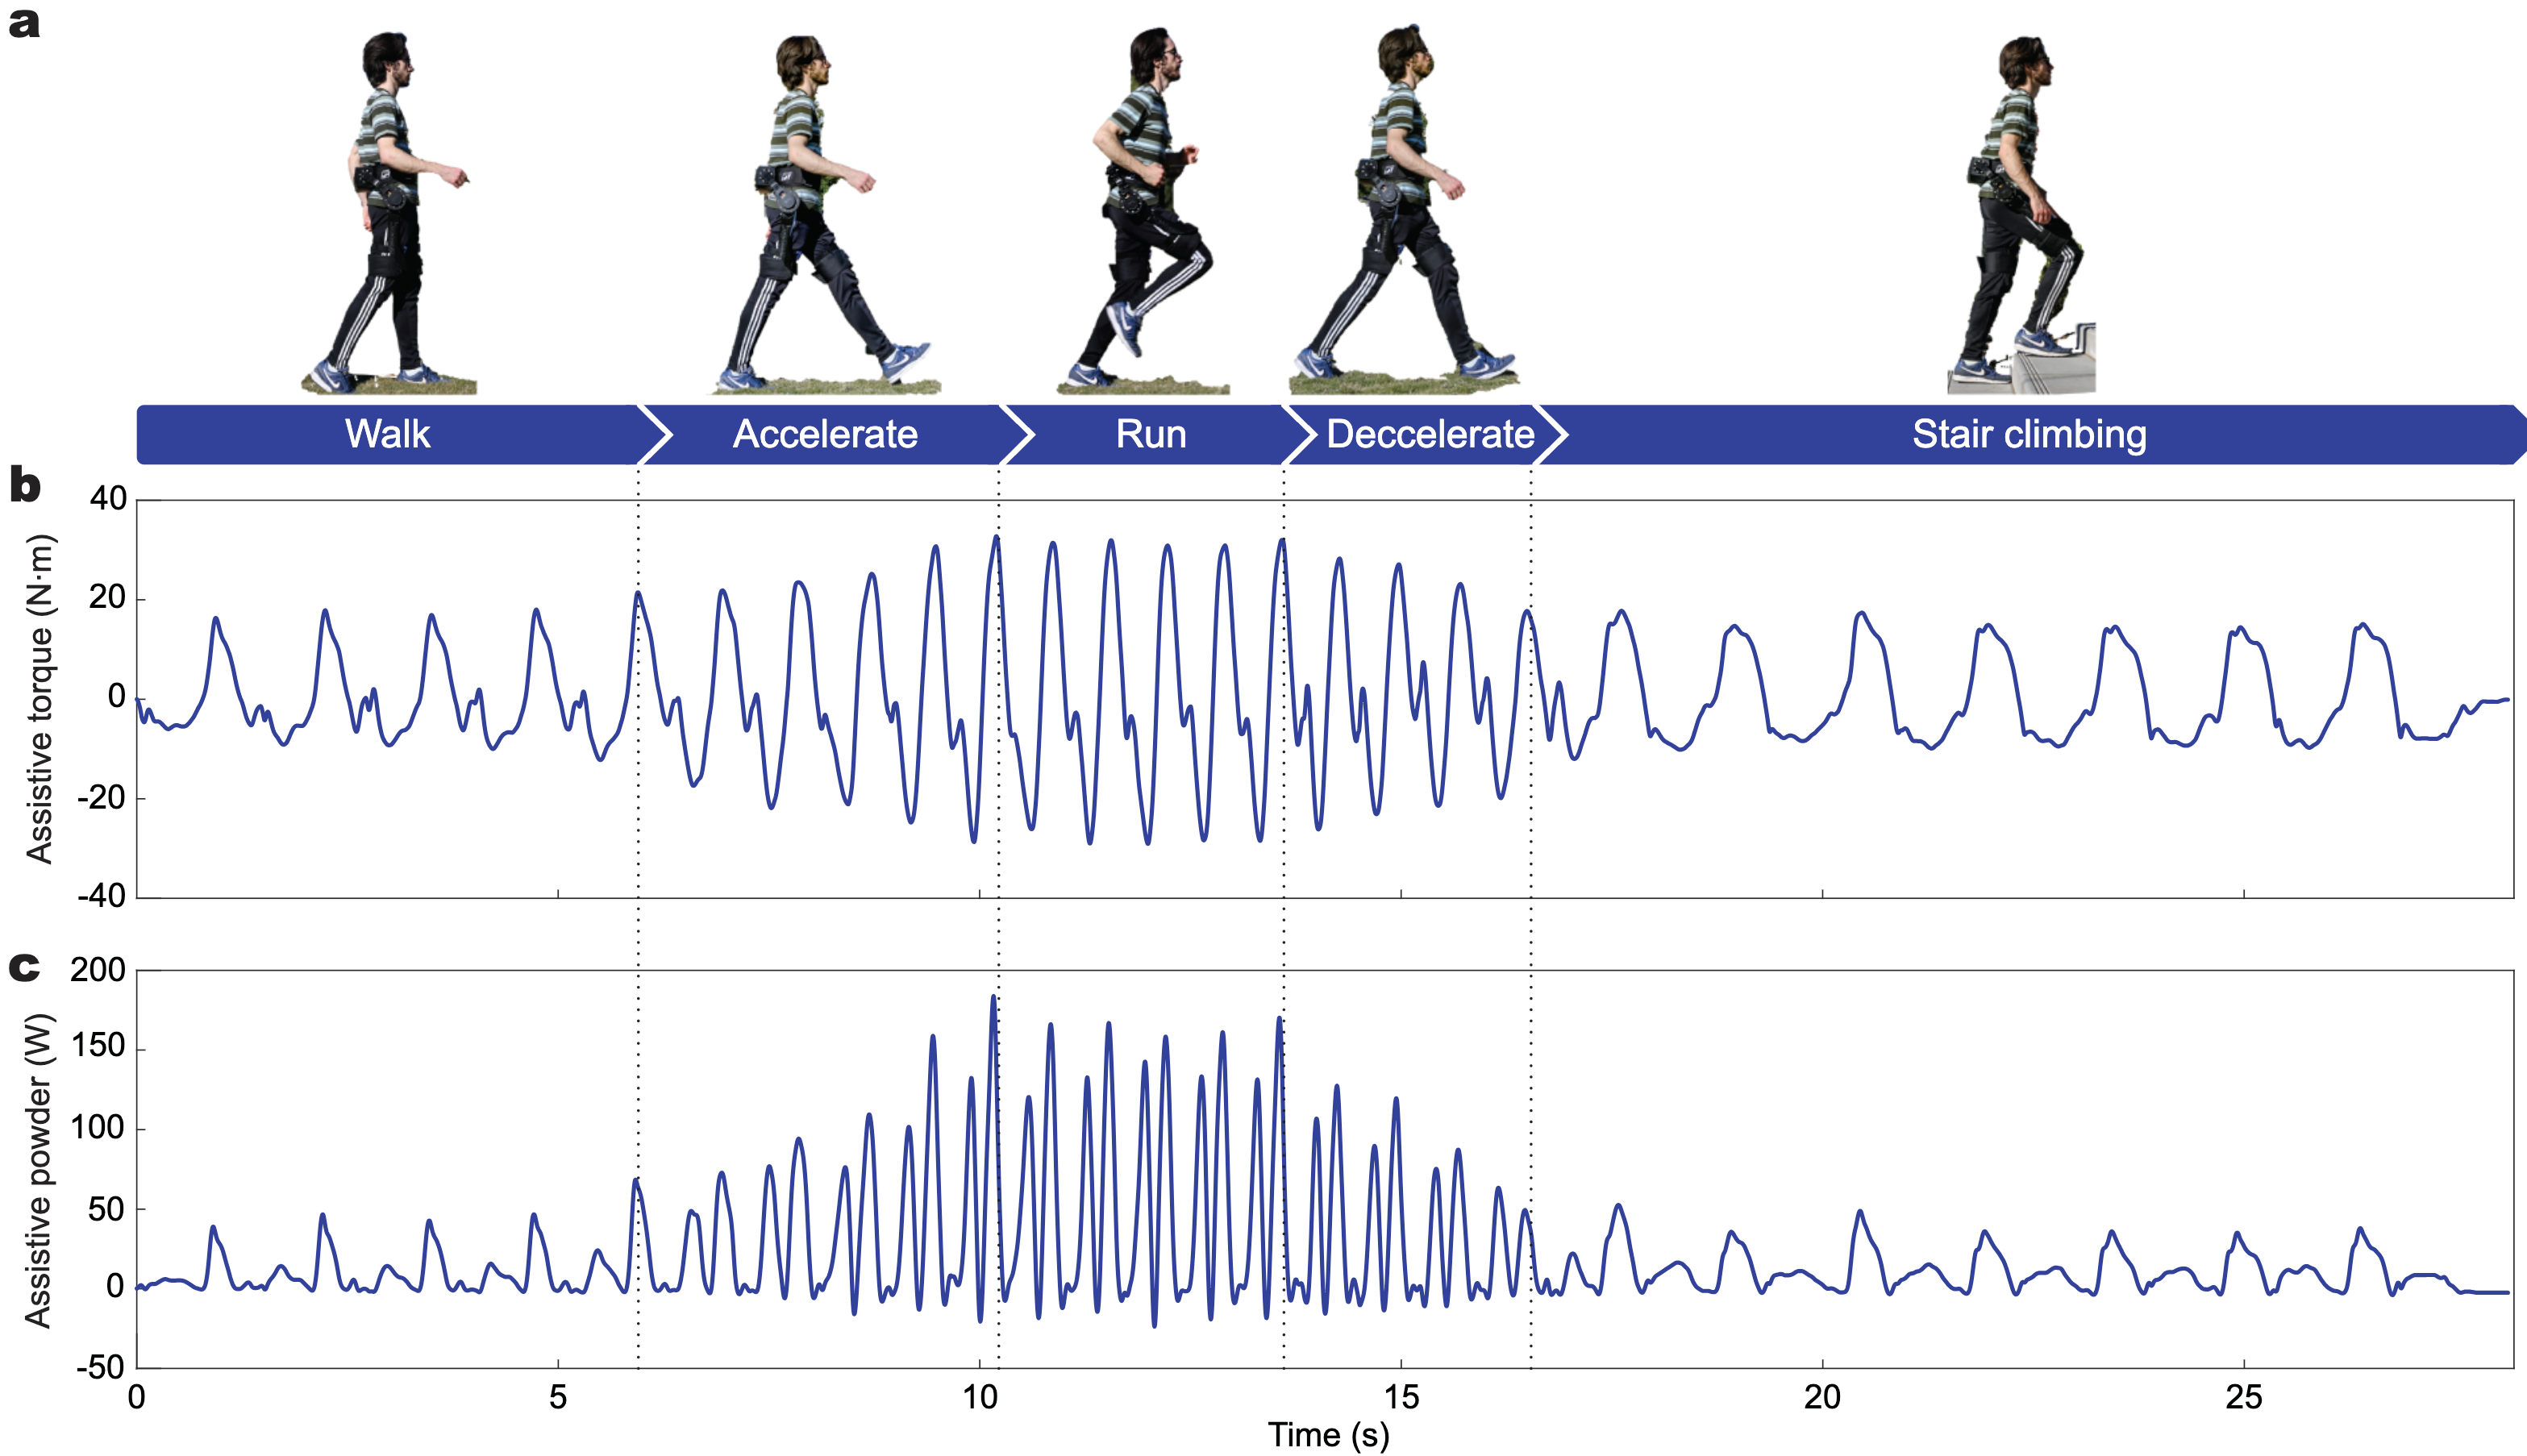 a
Walk
Accelerate
Run
Deccelerate
Stair climbing
b
40
20
0
-20
-40
Assistive torque (N·m)
c
200
150
100
50
0
-50
Assistive powder (W)
0 5 10 15 20 25
Time (s)